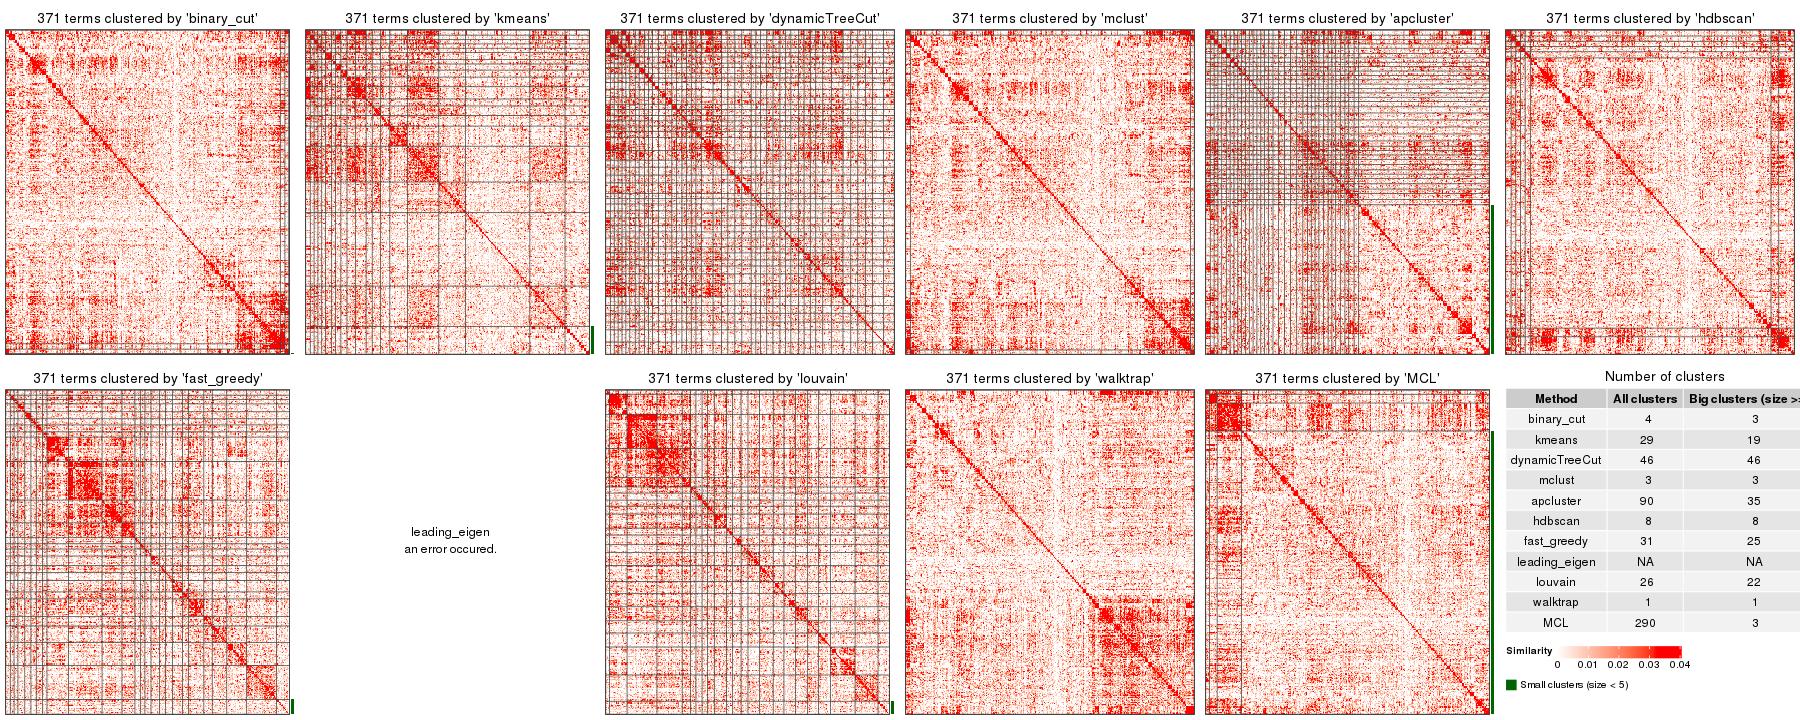 371 terms clustered by 'binary_cut'
371 terms clustered by 'kmeans'
371 terms clustered by 'dynamicTreeCut'
371 terms clustered by 'mclust'
371 terms clustered by 'apcluster'
371 terms clustered by 'hdbscan'
371 terms clustered by 'fast_greedy'
leading_eigen
an error occured.
371 terms clustered by 'louvain'
371 terms clustered by 'walktrap'
371 terms clustered by 'MCL'
Number of clusters
Method All clusters Big clusters (size >=
binary_cut 4 3
kmeans 29 19
dynamicTreeCut 46 46
mclust 3 3
apcluster 90 35
hdbscan 8 8
fast_greedy 31 25
leading_eigen NA NA
louvain 26 22
walktrap 1 1
MCL 290 3
Similarity
0 0.01 0.02 0.03 0.04
Small clusters (size < 5)